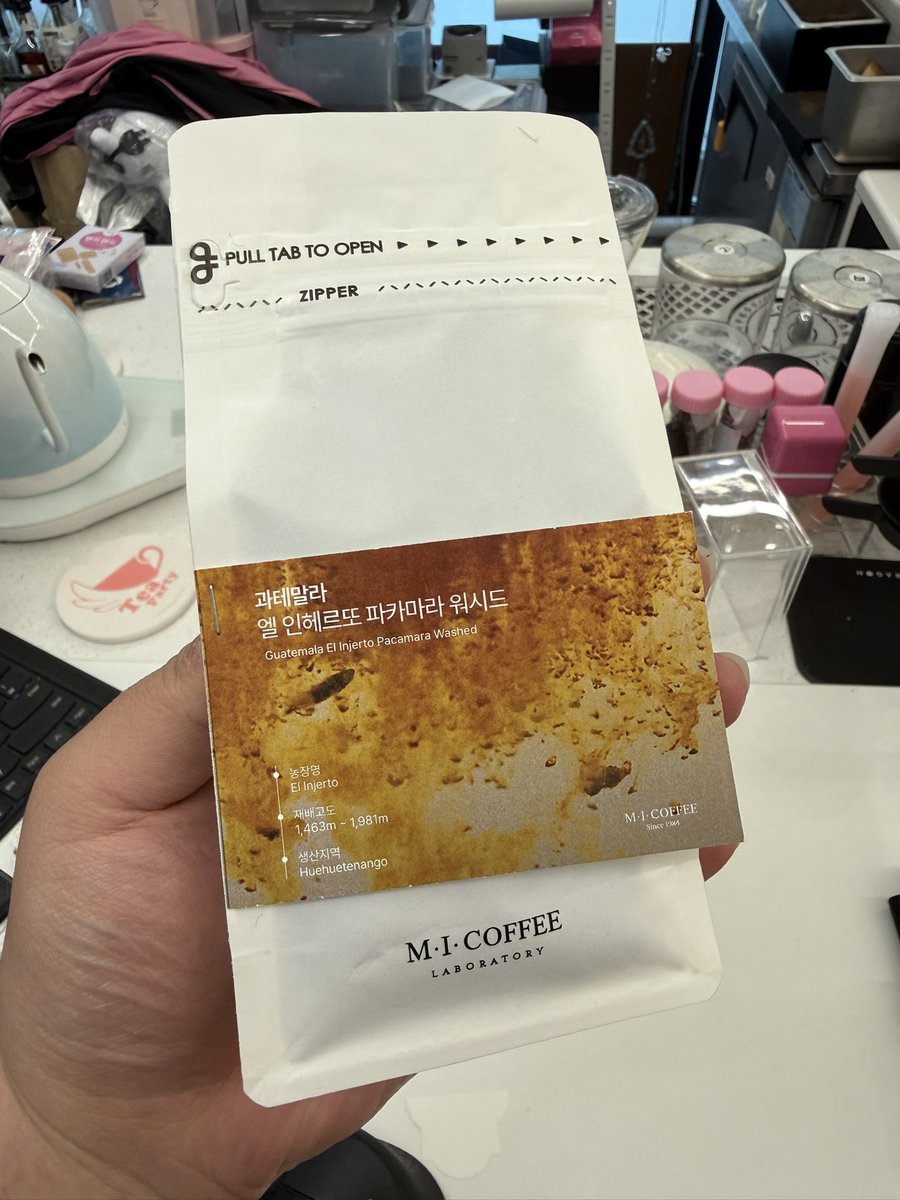 PULL TAB TO OPEN
ZIPPER
과테말라
엘 인헤르또 파카마라 워시드
Guatemala El Injerto Pacamara Washed
농장명
El Injerto
재배고도
1,463m ~ 1,981m
생산지역
Huehuetenango
M·I·COFFEE
Since 1984
M·I·COFFEE
LABORATORY
Tea
Party